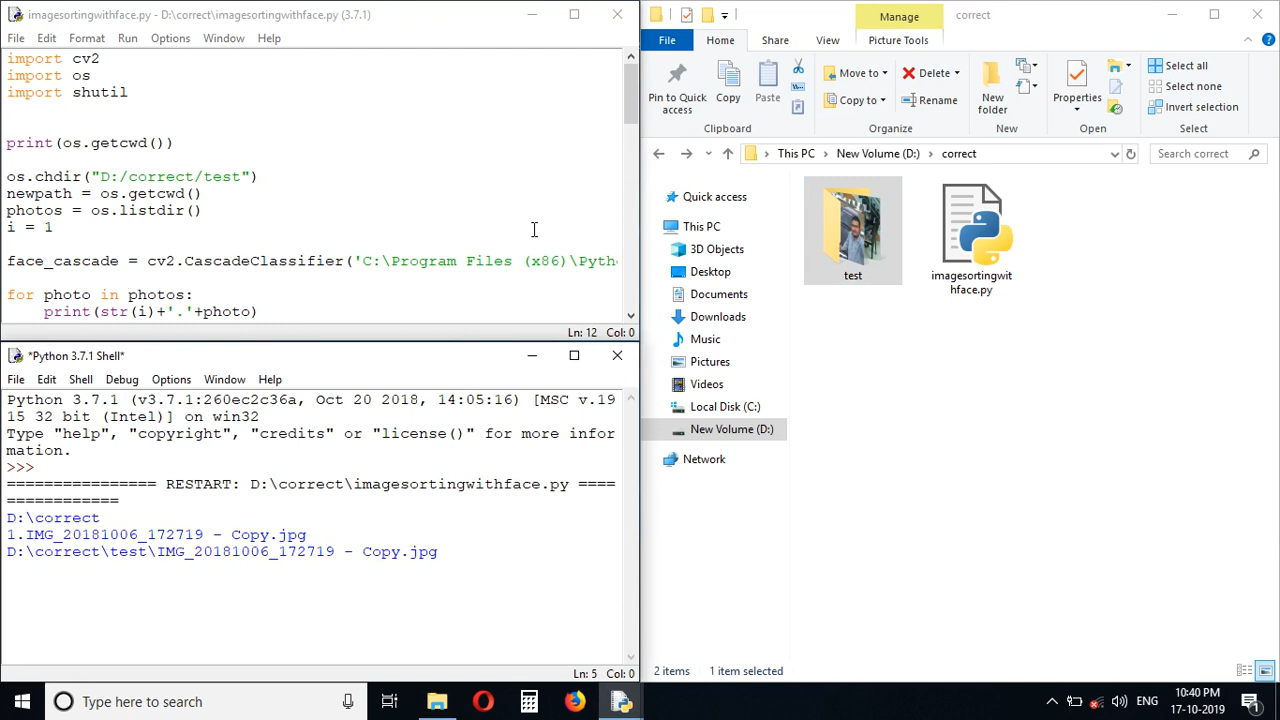 imagesortingwithface.py - D:\correct\imagesortingwithface.py (3.7.1)
File Edit Format Run Options Window Help
import cv2
import os
import shutil
print(os.getcwd())
os.chdir("D:/correct/test")
newpath = os.getcwd()
photos = os.listdir()
i = 1
face_cascade = cv2.CascadeClassifier('C:\Program Files (x86)\Pytho
for photo in photos:
print(str(i)+'.'+photo)
Ln: 12 Col: 0
*Python 3.7.1 Shell*
File Edit Shell Debug Options Window Help
Python 3.7.1 (v3.7.1:260ec2c36a, Oct 20 2018, 14:05:16) [MSC v.19
15 32 bit (Intel)] on win32
Type "help", "copyright", "credits" or "license()" for more infor
mation.
>>>
================ RESTART: D:\correct\imagesortingwithface.py ====
============
D:\correct
1.IMG_20181006_172719 - Copy.jpg
D:\correct\test\IMG_20181006_172719 - Copy.jpg
Ln: 5 Col: 0
Manage
correct
File Home Share View Picture Tools
Pin to Quick
access
Copy
Paste
Clipboard
Move to
Copy to
Delete
Rename
Organize
New
folder
New
Properties
Open
Select all
Select none
Invert selection
Select
This PC
New Volume (D:)
correct
Search correct
Quick access
This PC
3D Objects
Desktop
Documents
Downloads
Music
Pictures
Videos
Local Disk (C:)
New Volume (D:)
Network
test
imagesortingwit
hface.py
2 items 1 item selected
Type here to search
ENG
10:40 PM
17-10-2019
1